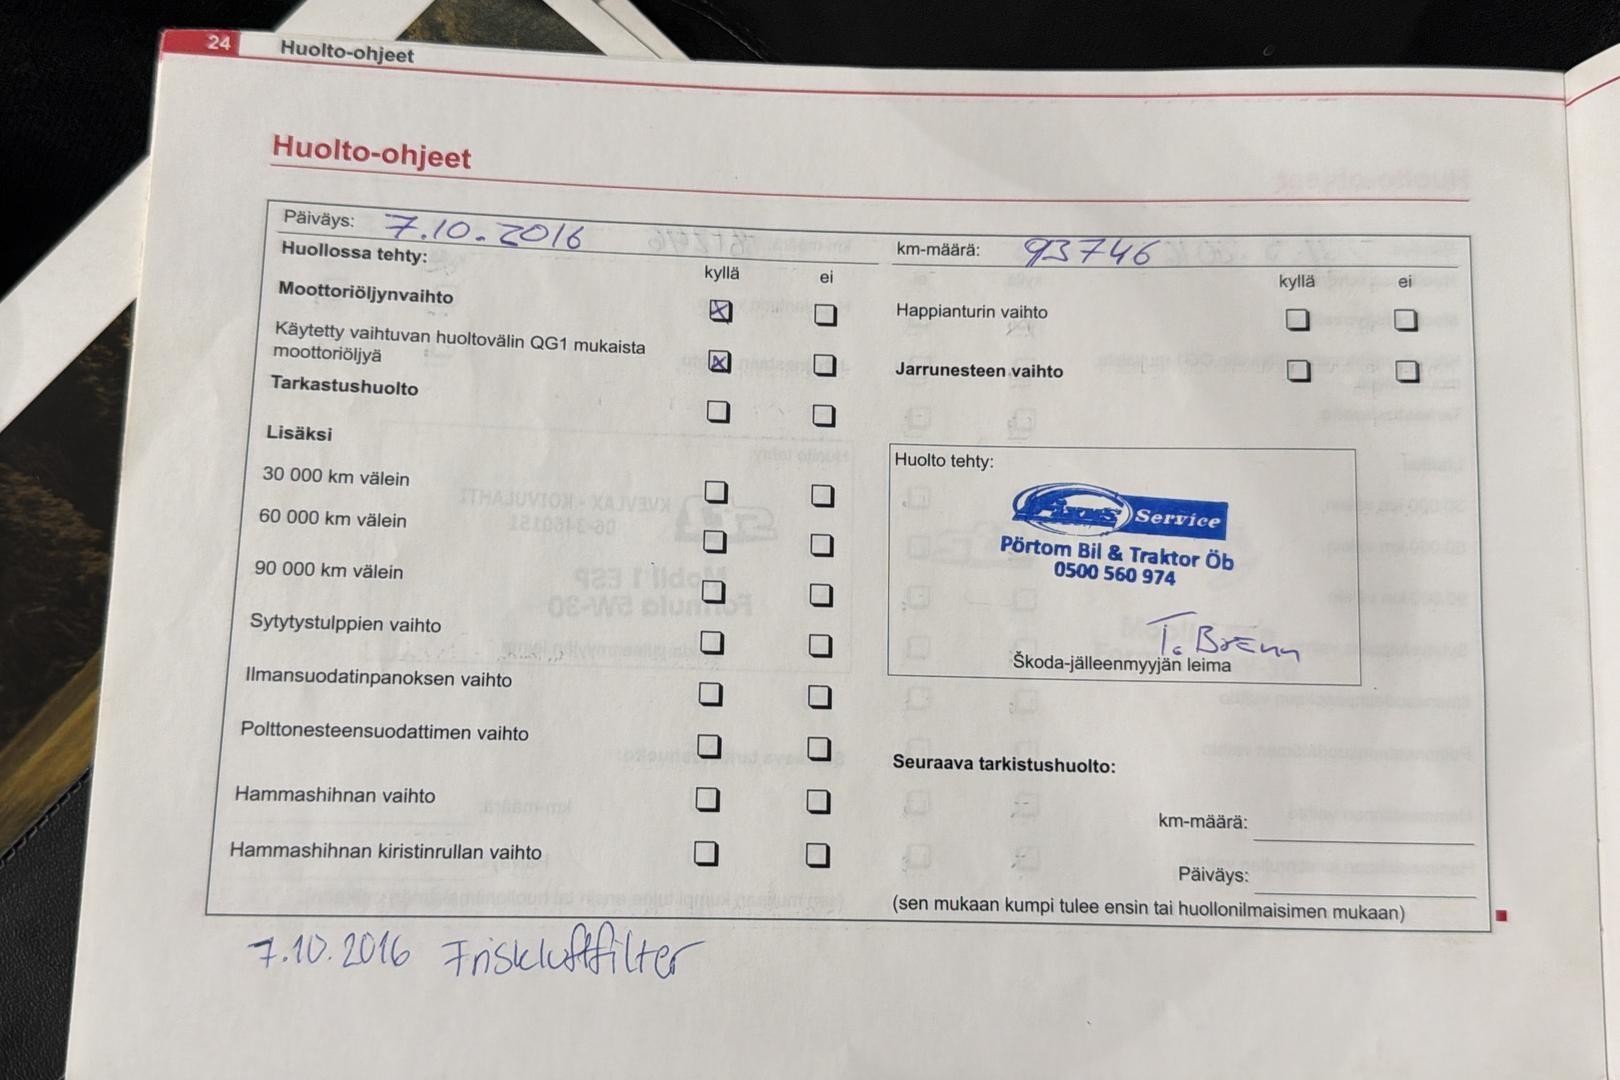 24 Huolto-ohjeet
Huolto-ohjeet
Päiväys: 7.10.2016
km-määrä: 93746
Huollossa tehty:
kyllä ei
kyllä ei
Moottoriöljynvaihto
Käytetty vaihtuvan huoltovälin QG1 mukaista
moottoriöljyä
Tarkastushuolto
Lisäksi
30 000 km välein
60 000 km välein
90 000 km välein
Sytytystulppien vaihto
Ilmansuodatinpanoksen vaihto
Polttonesteensuodattimen vaihto
Hammashihnan vaihto
Hammashihnan kiristinrullan vaihto
Happianturin vaihto
Jarrunesteen vaihto
Huolto tehty:
Service
Pörtom Bil & Traktor Öb
0500 560 974
T. Brenn
Škoda-jälleenmyyjän leima
Seuraava tarkistushuolto:
km-määrä:
Päiväys:
(sen mukaan kumpi tulee ensin tai huollonilmaisimen mukaan)
7.10.2016 Friskluftfilter